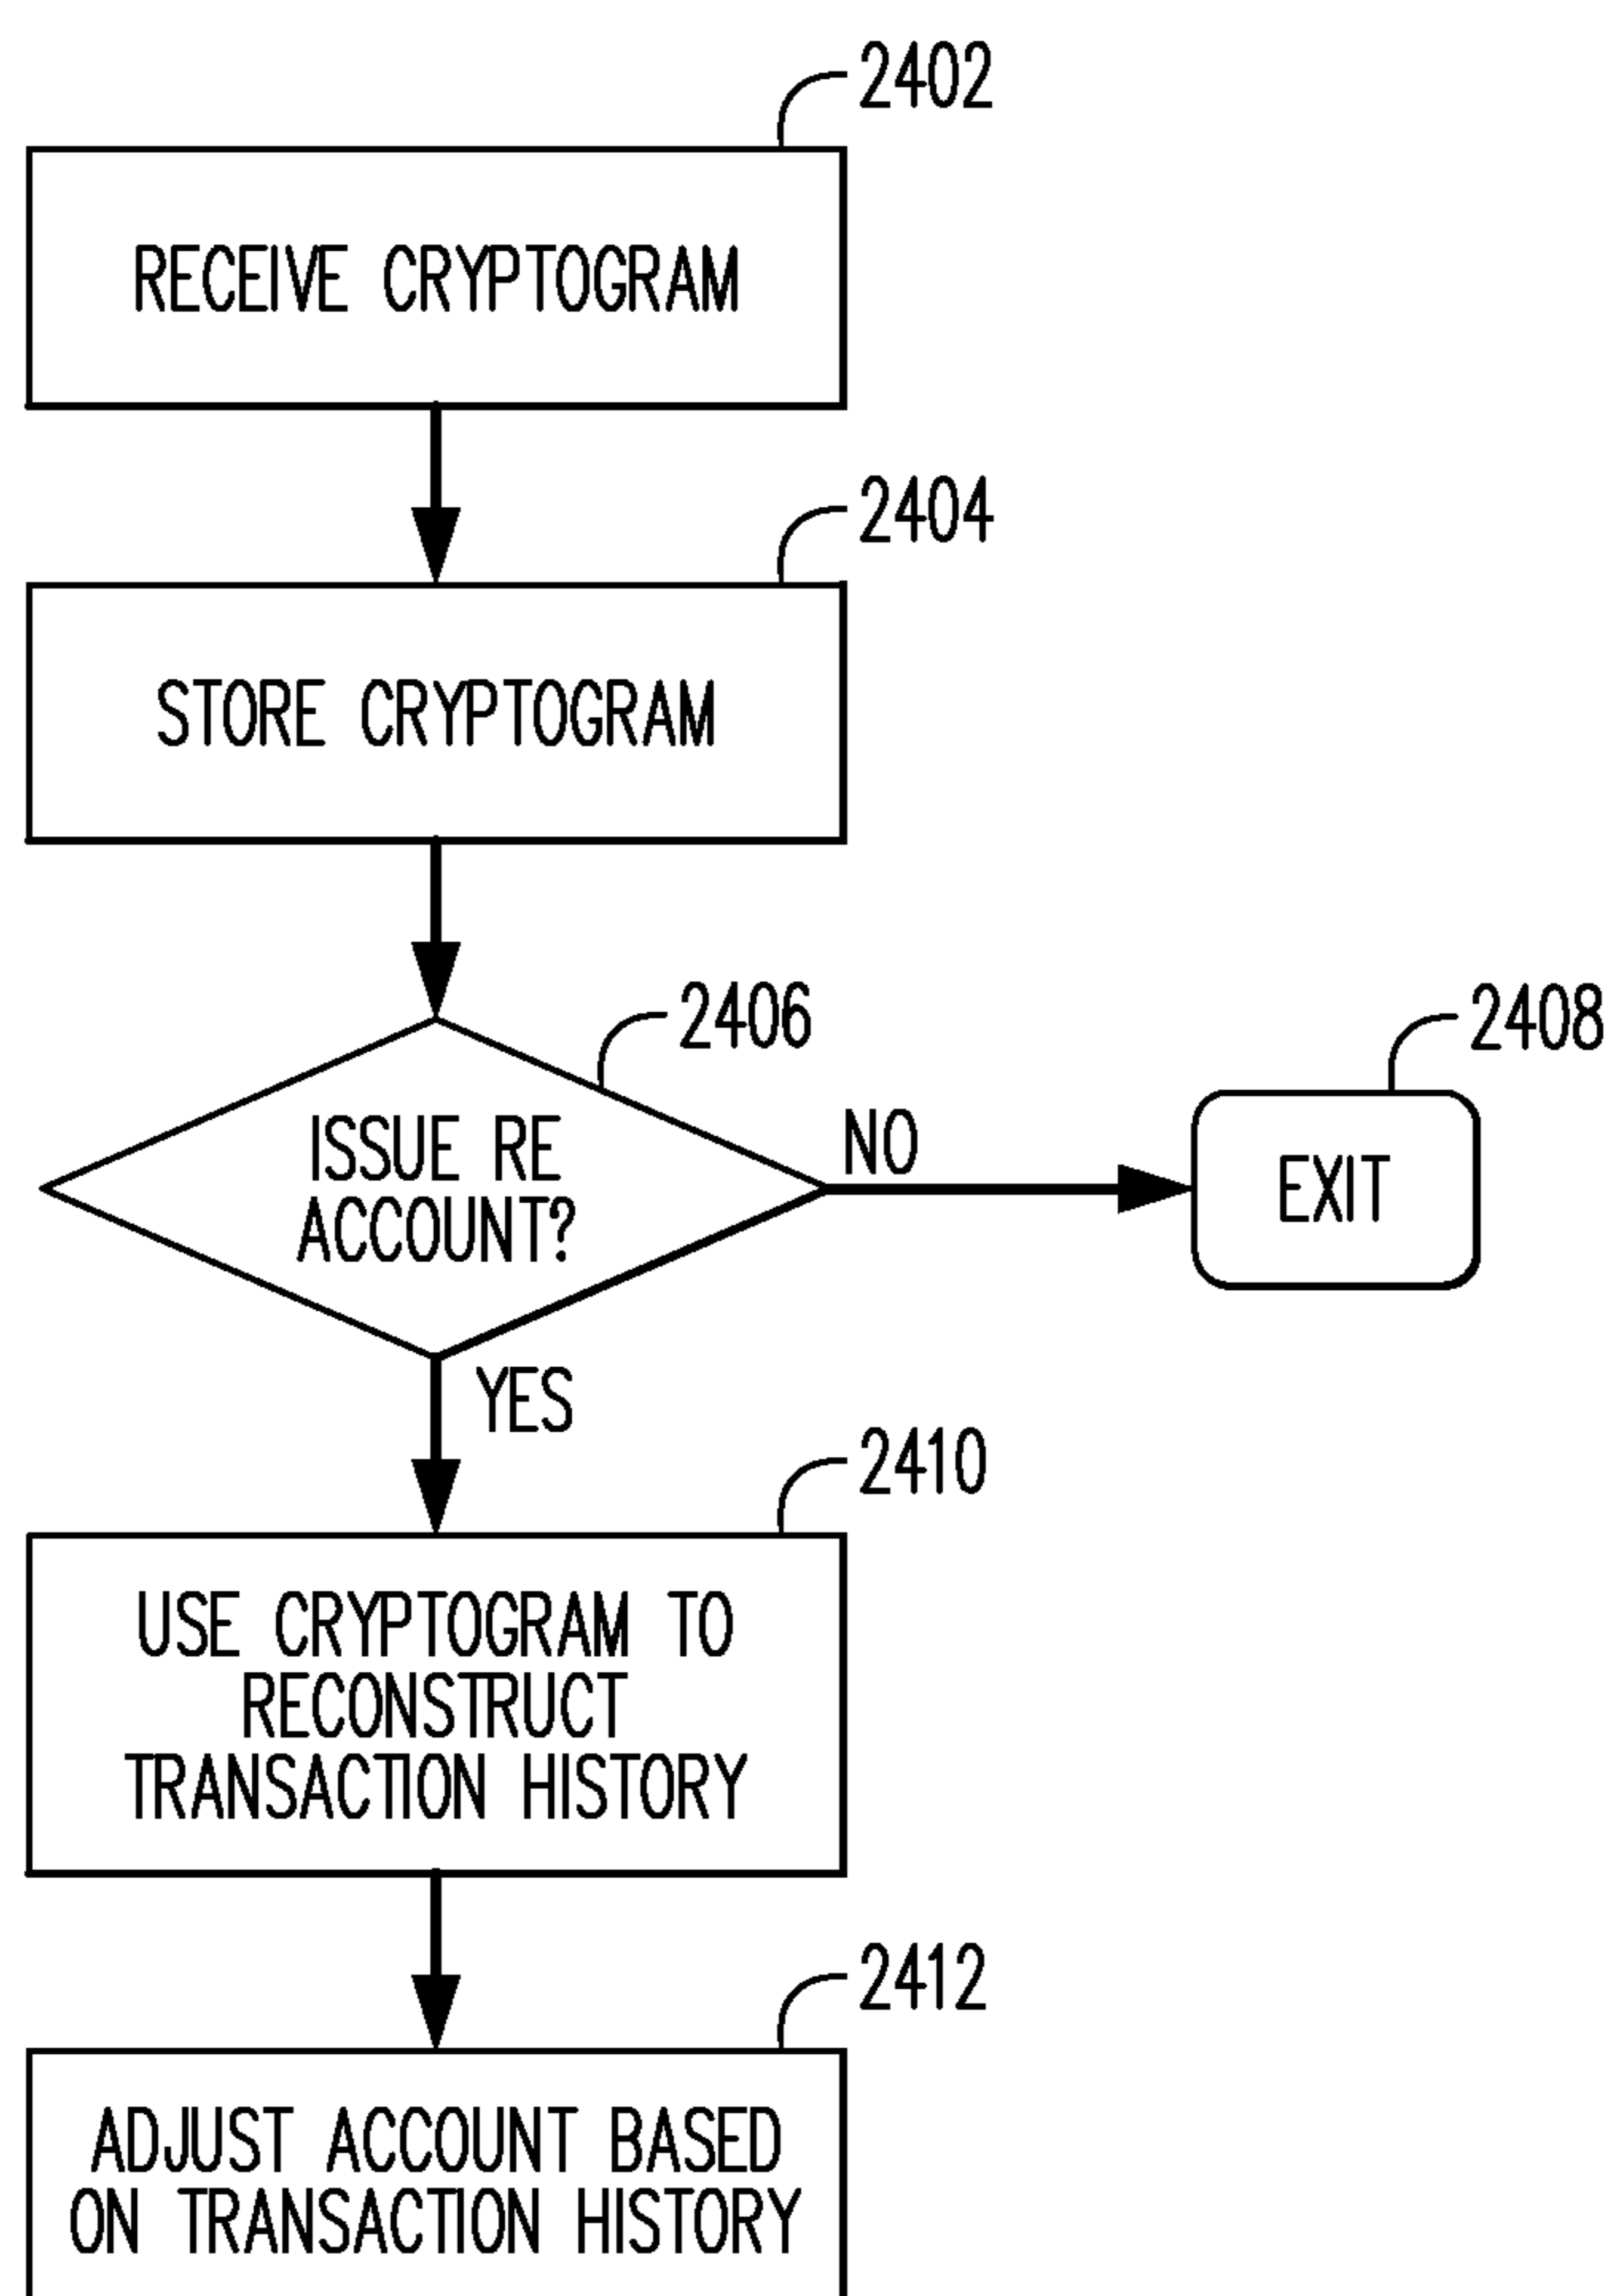 2402
RECEIVE CRYPTOGRAM
2404
STORE CRYPTOGRAM
2406
ISSUE RE
ACCOUNT?
NO
2408
EXIT
YES
2410
USE CRYPTOGRAM TO
RECONSTRUCT
TRANSACTION HISTORY
2412
ADJUST ACCOUNT BASED
ON TRANSACTION HISTORY